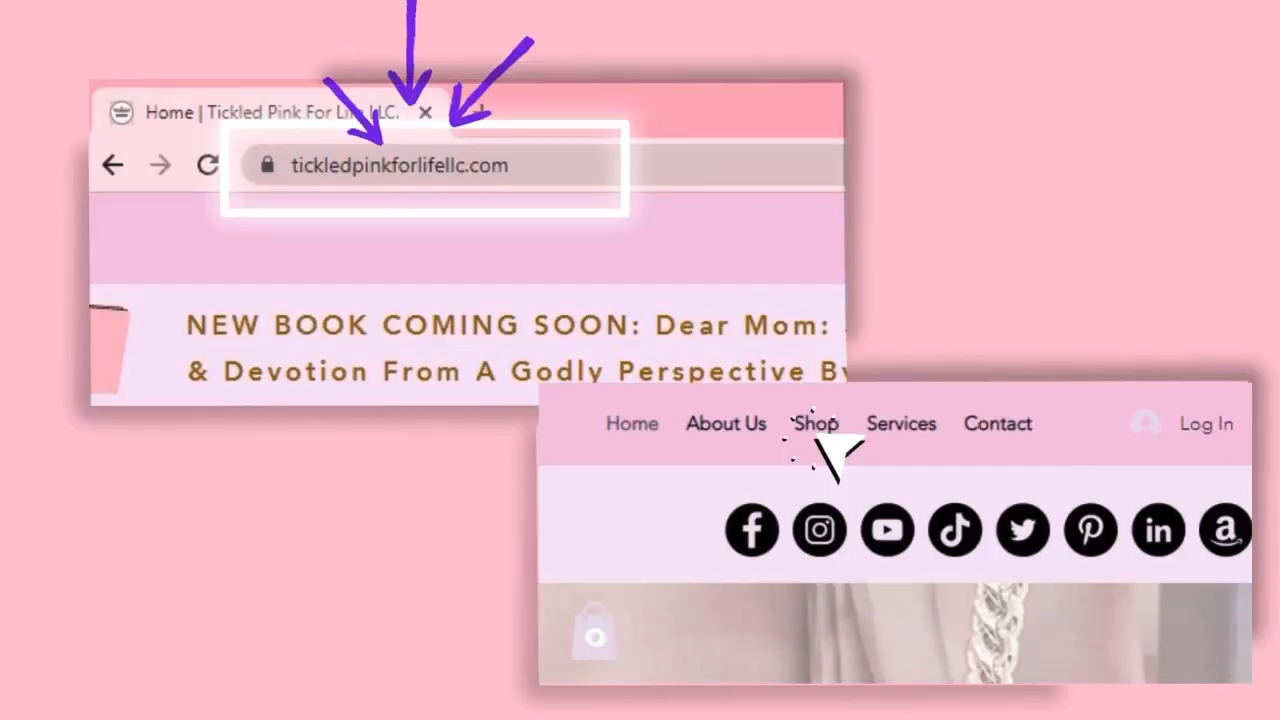 Home | Tickled Pink For Life LLC.
tickledpinkforlifellc.com
NEW BOOK COMING SOON: Dear Mom:
& Devotion From A Godly Perspective By
Home About Us Shop Services Contact Log In
0